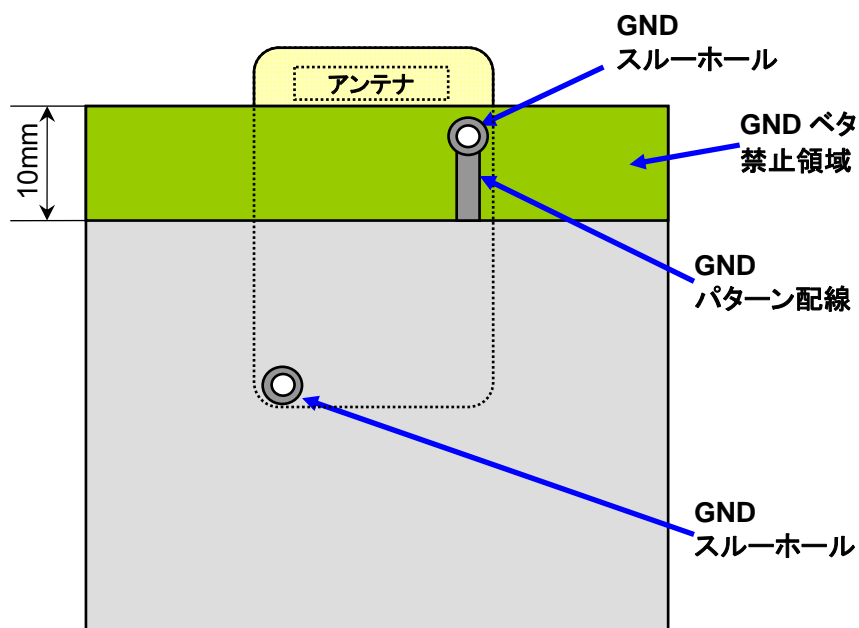 GND
スルーホール
アンテナ
GND ベタ
禁止領域
10mm
GND
パターン配線
GND
スルーホール